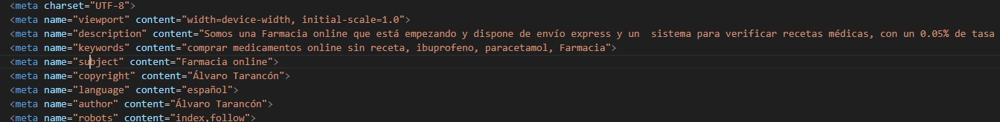 <meta charset="UTF-8">
<meta name="viewport" content="width=device-width, initial-scale=1.0">
<meta name="description" content="Somos una Farmacia online que está empezando y dispone de envío express y un  sistema para verificar recetas médicas, con un 0.05% de tasa
<meta name="keywords" content="comprar medicamentos online sin receta, ibuprofeno, paracetamol, Farmacia">
<meta name="subject" content="Farmacia online">
<meta name="copyright" content="Álvaro Tarancón">
<meta name="language" content="español">
<meta name="author" content="Álvaro Tarancón">
<meta name="robots" content="index,follow">